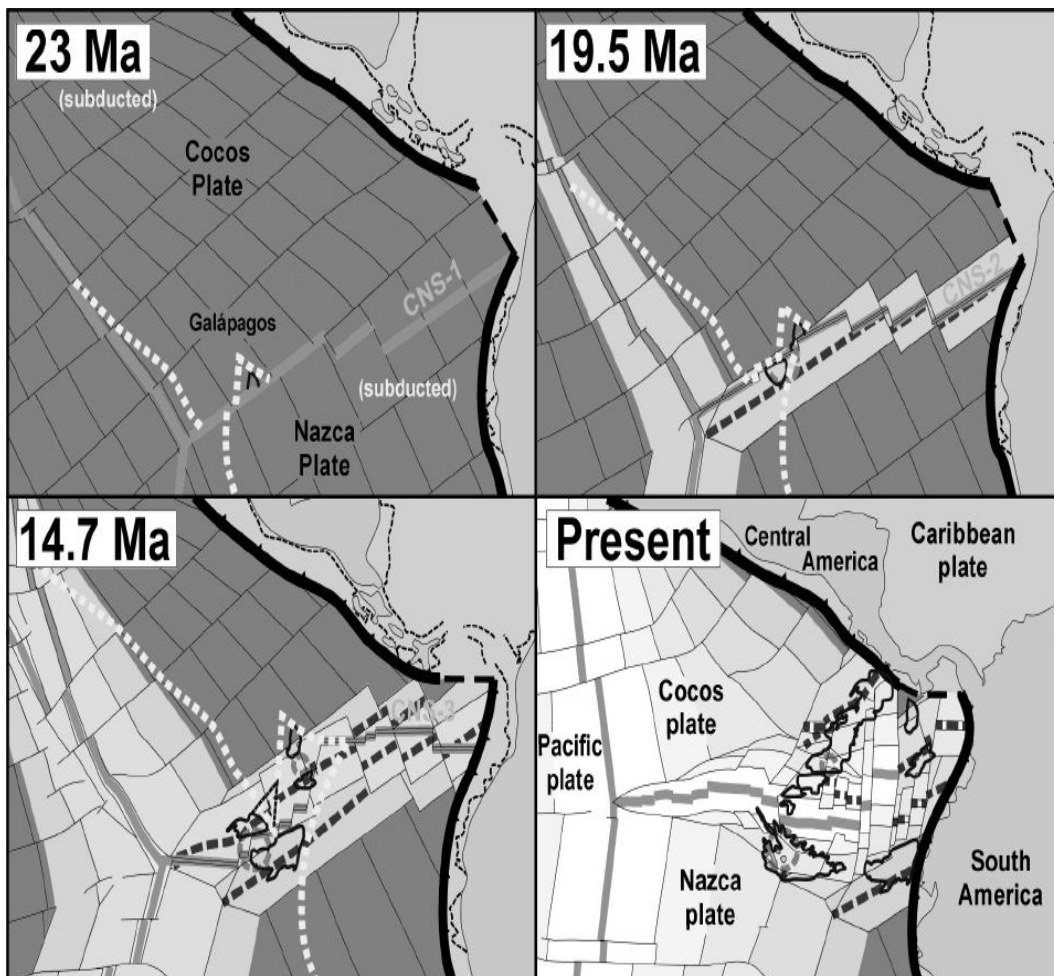 23 Ma
(subducted)
Cocos
Plate
Galápagos
CNS-1
(subducted)
Nazca
Plate
19.5 Ma
CNS-2
14.7 Ma
CNS-3
Present
Central
America
Caribbean
plate
Cocos
plate
Pacific
plate
Nazca
plate
South
America